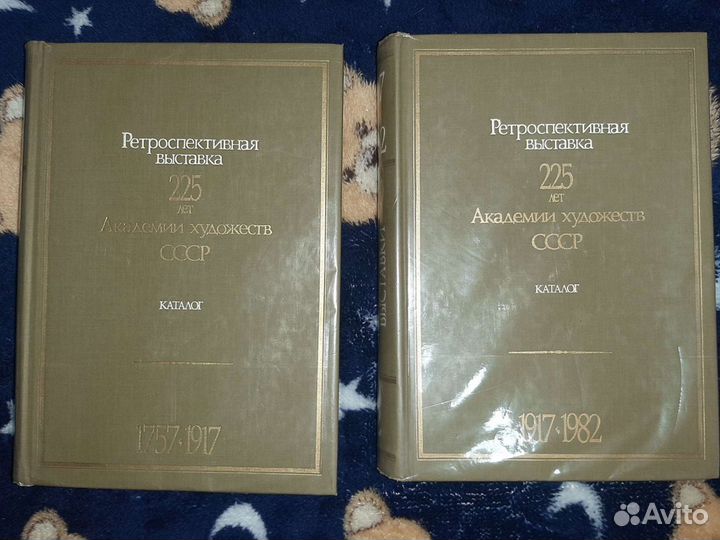 Ретроспективная
выставка
225
лет
Академии художеств
СССР
каталог
1757·1917
Ретроспективная
выставка
225
лет
Академии художеств
СССР
каталог
1917·1982
выставки
Avito